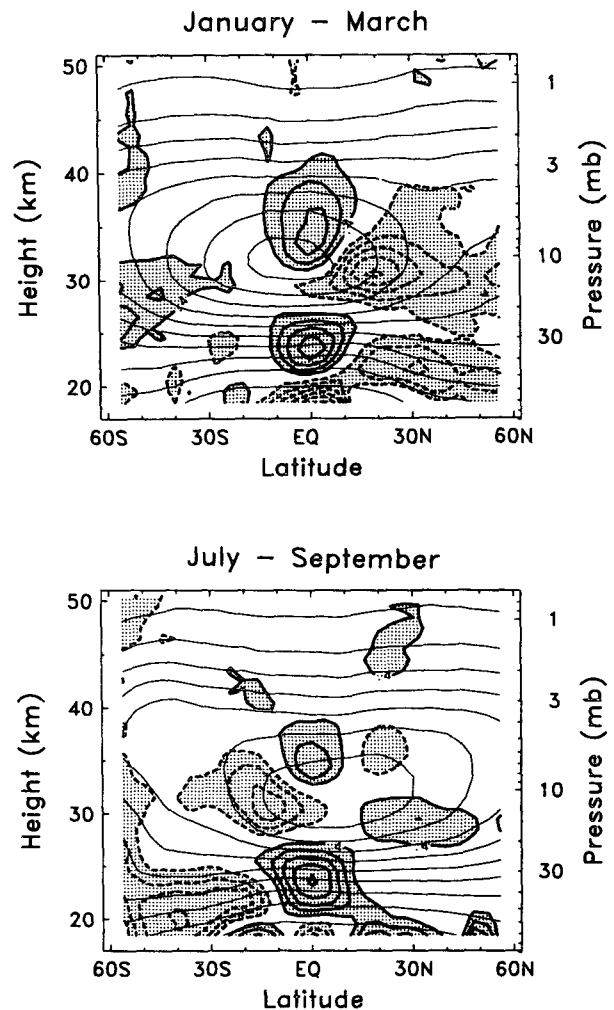 January – March
50
40
30
20
Height (km)
1
3
10
30
Pressure (mb)
60S 30S EQ 30N 60N
Latitude
July – September
50
40
30
20
Height (km)
1
3
10
30
Pressure (mb)
60S 30S EQ 30N 60N
Latitude